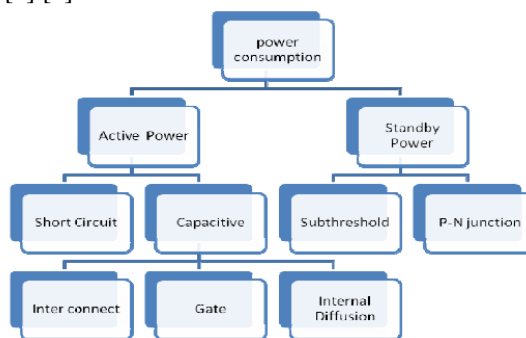 power
consumption
Active Power
Standby
Power
Short Circuit
Capacitive
Subthreshold
P-N junction
Inter connect
Gate
Internal
Diffusion